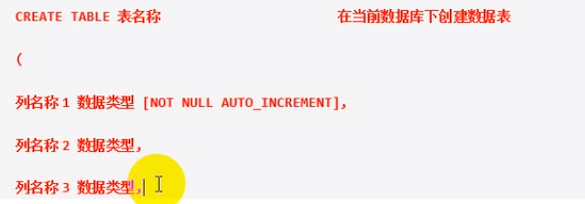 CREATE TABLE 表名称 在当前数据库下创建数据表
(
列名称 1 数据类型 [NOT NULL AUTO_INCREMENT],
列名称 2 数据类型,
列名称 3 数据类型,